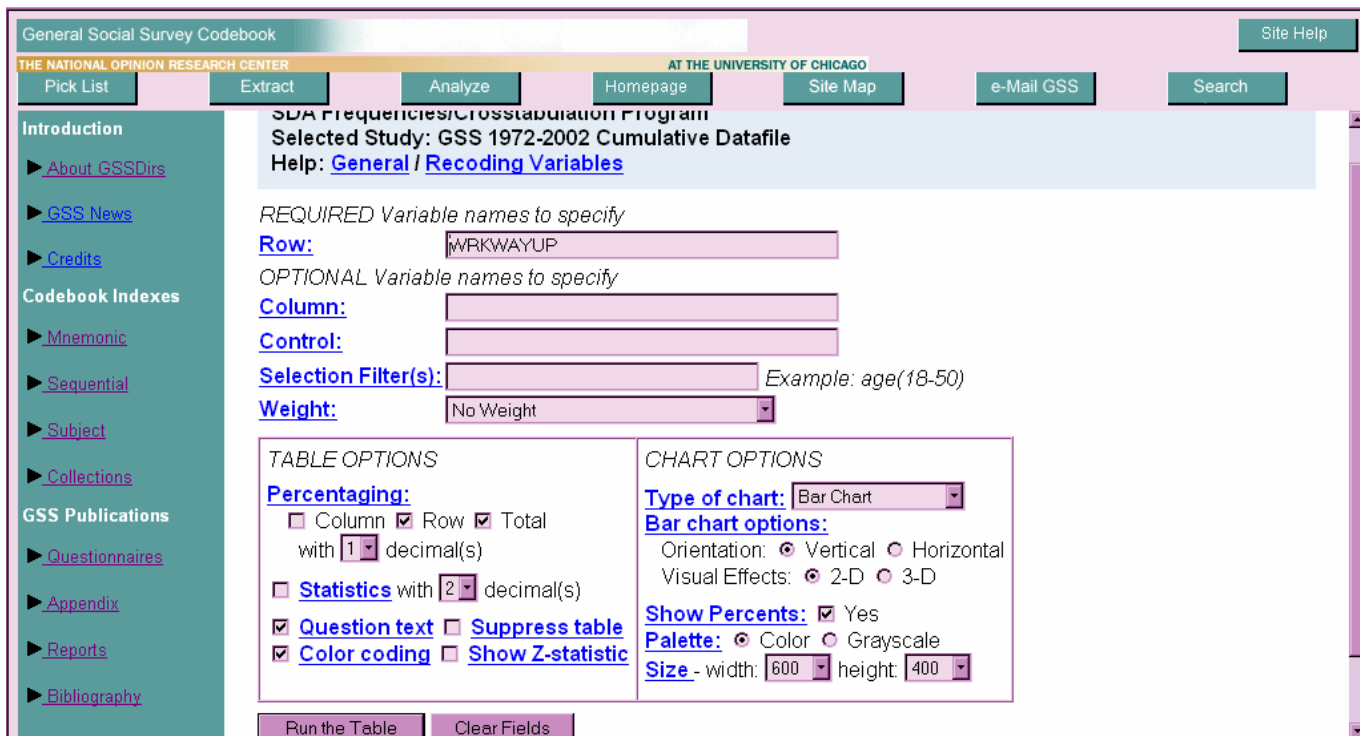 General Social Survey Codebook
Site Help
THE NATIONAL OPINION RESEARCH CENTER
AT THE UNIVERSITY OF CHICAGO
Pick List
Extract
Analyze
Homepage
Site Map
e-Mail GSS
Search
Introduction
About GSSDirs
GSS News
Credits
Codebook Indexes
Mnemonic
Sequential
Subject
Collections
GSS Publications
Questionnaires
Appendix
Reports
Bibliography
SDA Frequencies/Crosstabulation Program
Selected Study: GSS 1972-2002 Cumulative Datafile
Help: General / Recoding Variables
REQUIRED Variable names to specify
Row: WRKWAYUP
OPTIONAL Variable names to specify
Column:
Control:
Selection Filter(s): Example: age(18-50)
Weight: No Weight
TABLE OPTIONS
Percentaging:
Column Row Total
with 1 decimal(s)
Statistics with 2 decimal(s)
Question text Suppress table
Color coding Show Z-statistic
CHART OPTIONS
Type of chart: Bar Chart
Bar chart options:
Orientation: Vertical Horizontal
Visual Effects: 2-D 3-D
Show Percents: Yes
Palette: Color Grayscale
Size - width: 600 height: 400
Run the Table
Clear Fields